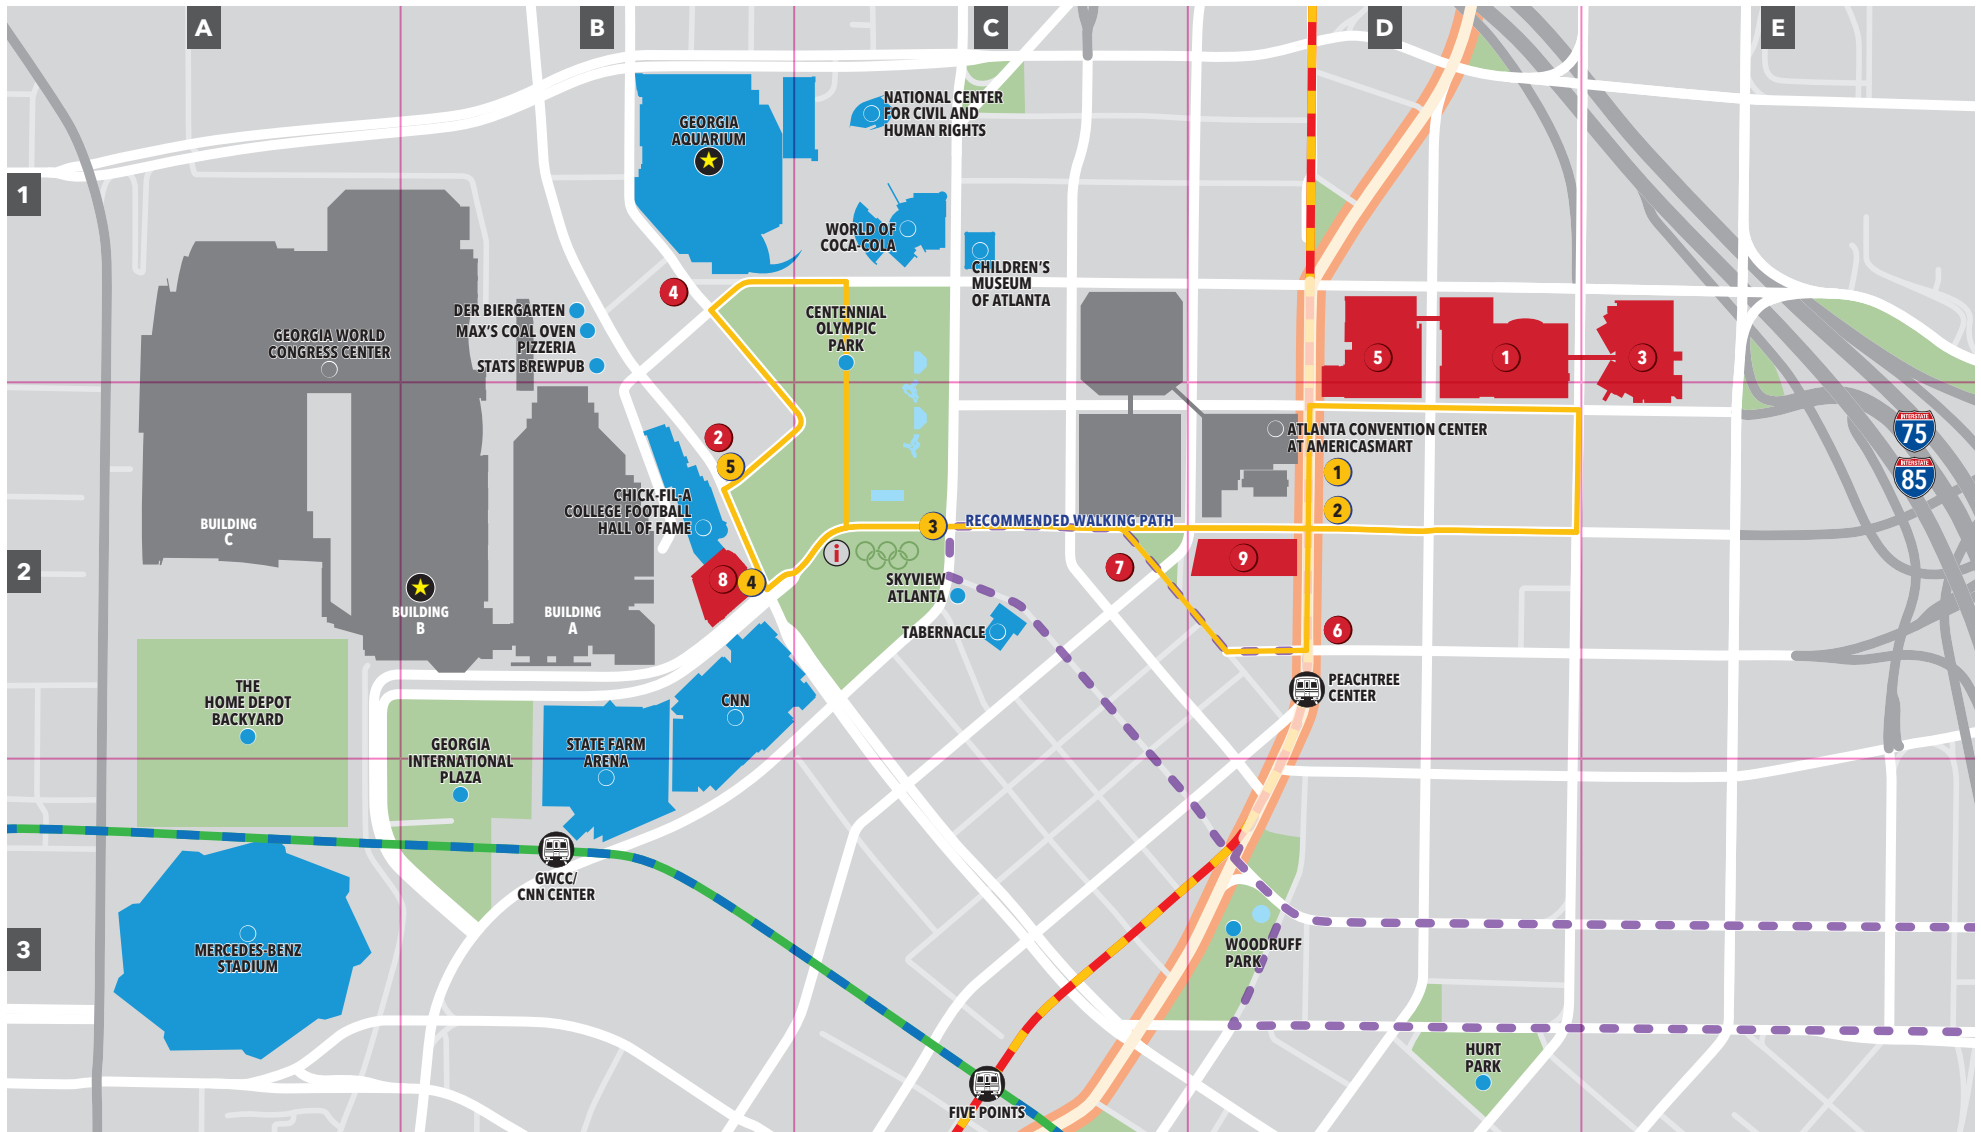 A
B
C
D
E
1
2
3
NATIONAL CENTER
FOR CIVIL AND
HUMAN RIGHTS
GEORGIA
AQUARIUM
WORLD OF
COCA-COLA
CHILDREN'S
MUSEUM
OF ATLANTA
4
DER BIERGARTEN
MAX'S COAL OVEN
PIZZERIA
STATS BREWPUB
GEORGIA WORLD
CONGRESS CENTER
CENTENNIAL
OLYMPIC
PARK
5
1
3
2
5
ATLANTA CONVENTION CENTER
AT AMERICASMART
1
2
INTERSTATE
75
INTERSTATE
85
CHICK-FIL-A
COLLEGE FOOTBALL
HALL OF FAME
BUILDING
C
3
RECOMMENDED WALKING PATH
i
7
9
8
4
SKYVIEW
ATLANTA
BUILDING
B
BUILDING
A
TABERNACLE
6
PEACHTREE
CENTER
THE
HOME DEPOT
BACKYARD
CNN
GEORGIA
INTERNATIONAL
PLAZA
STATE FARM
ARENA
GWCC/
CNN CENTER
MERCEDES-BENZ
STADIUM
WOODRUFF
PARK
HURT
PARK
FIVE POINTS